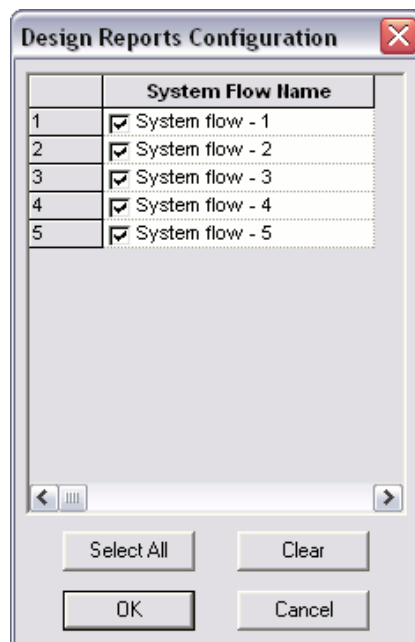 Design Reports Configuration
System Flow Name
1 System flow - 1
2 System flow - 2
3 System flow - 3
4 System flow - 4
5 System flow - 5
Select All Clear
OK Cancel